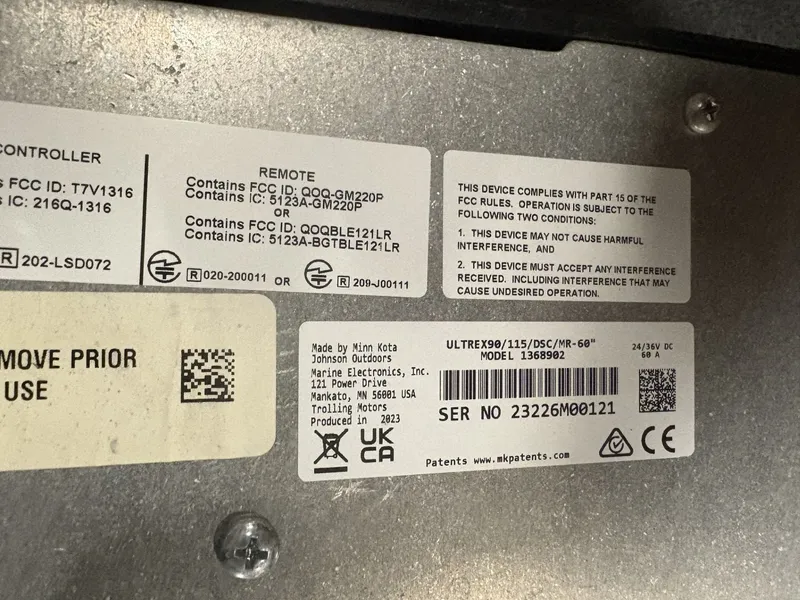 CONTROLLER
s FCC ID: T7V1316
s IC: 216Q-1316
R 202-LSD072
REMOTE
Contains FCC ID: QOQ-GM220P
Contains IC: 5123A-GM220P
OR
Contains FCC ID: QOQBLE121LR
Contains IC: 5123A-BGTBLE121LR
R 020-200011 OR R 209-J00111
THIS DEVICE COMPLIES WITH PART 15 OF THE
FCC RULES. OPERATION IS SUBJECT TO THE
FOLLOWING TWO CONDITIONS:
1. THIS DEVICE MAY NOT CAUSE HARMFUL
INTERFERENCE, AND
2. THIS DEVICE MUST ACCEPT ANY INTERFERENCE
RECEIVED. INCLUDING INTERFERENCE THAT MAY
CAUSE UNDESIRED OPERATION.
MOVE PRIOR
USE
Made by Minn Kota
Johnson Outdoors
Marine Electronics, Inc.
121 Power Drive
Mankato, MN 56001 USA
Trolling Motors
Produced in 2023
UK
CA
ULTREX90/115/DSC/MR-60"
MODEL 1368902
24/36V DC
60 A
SER NO 23226M00121
Patents www.mkpatents.com
CE